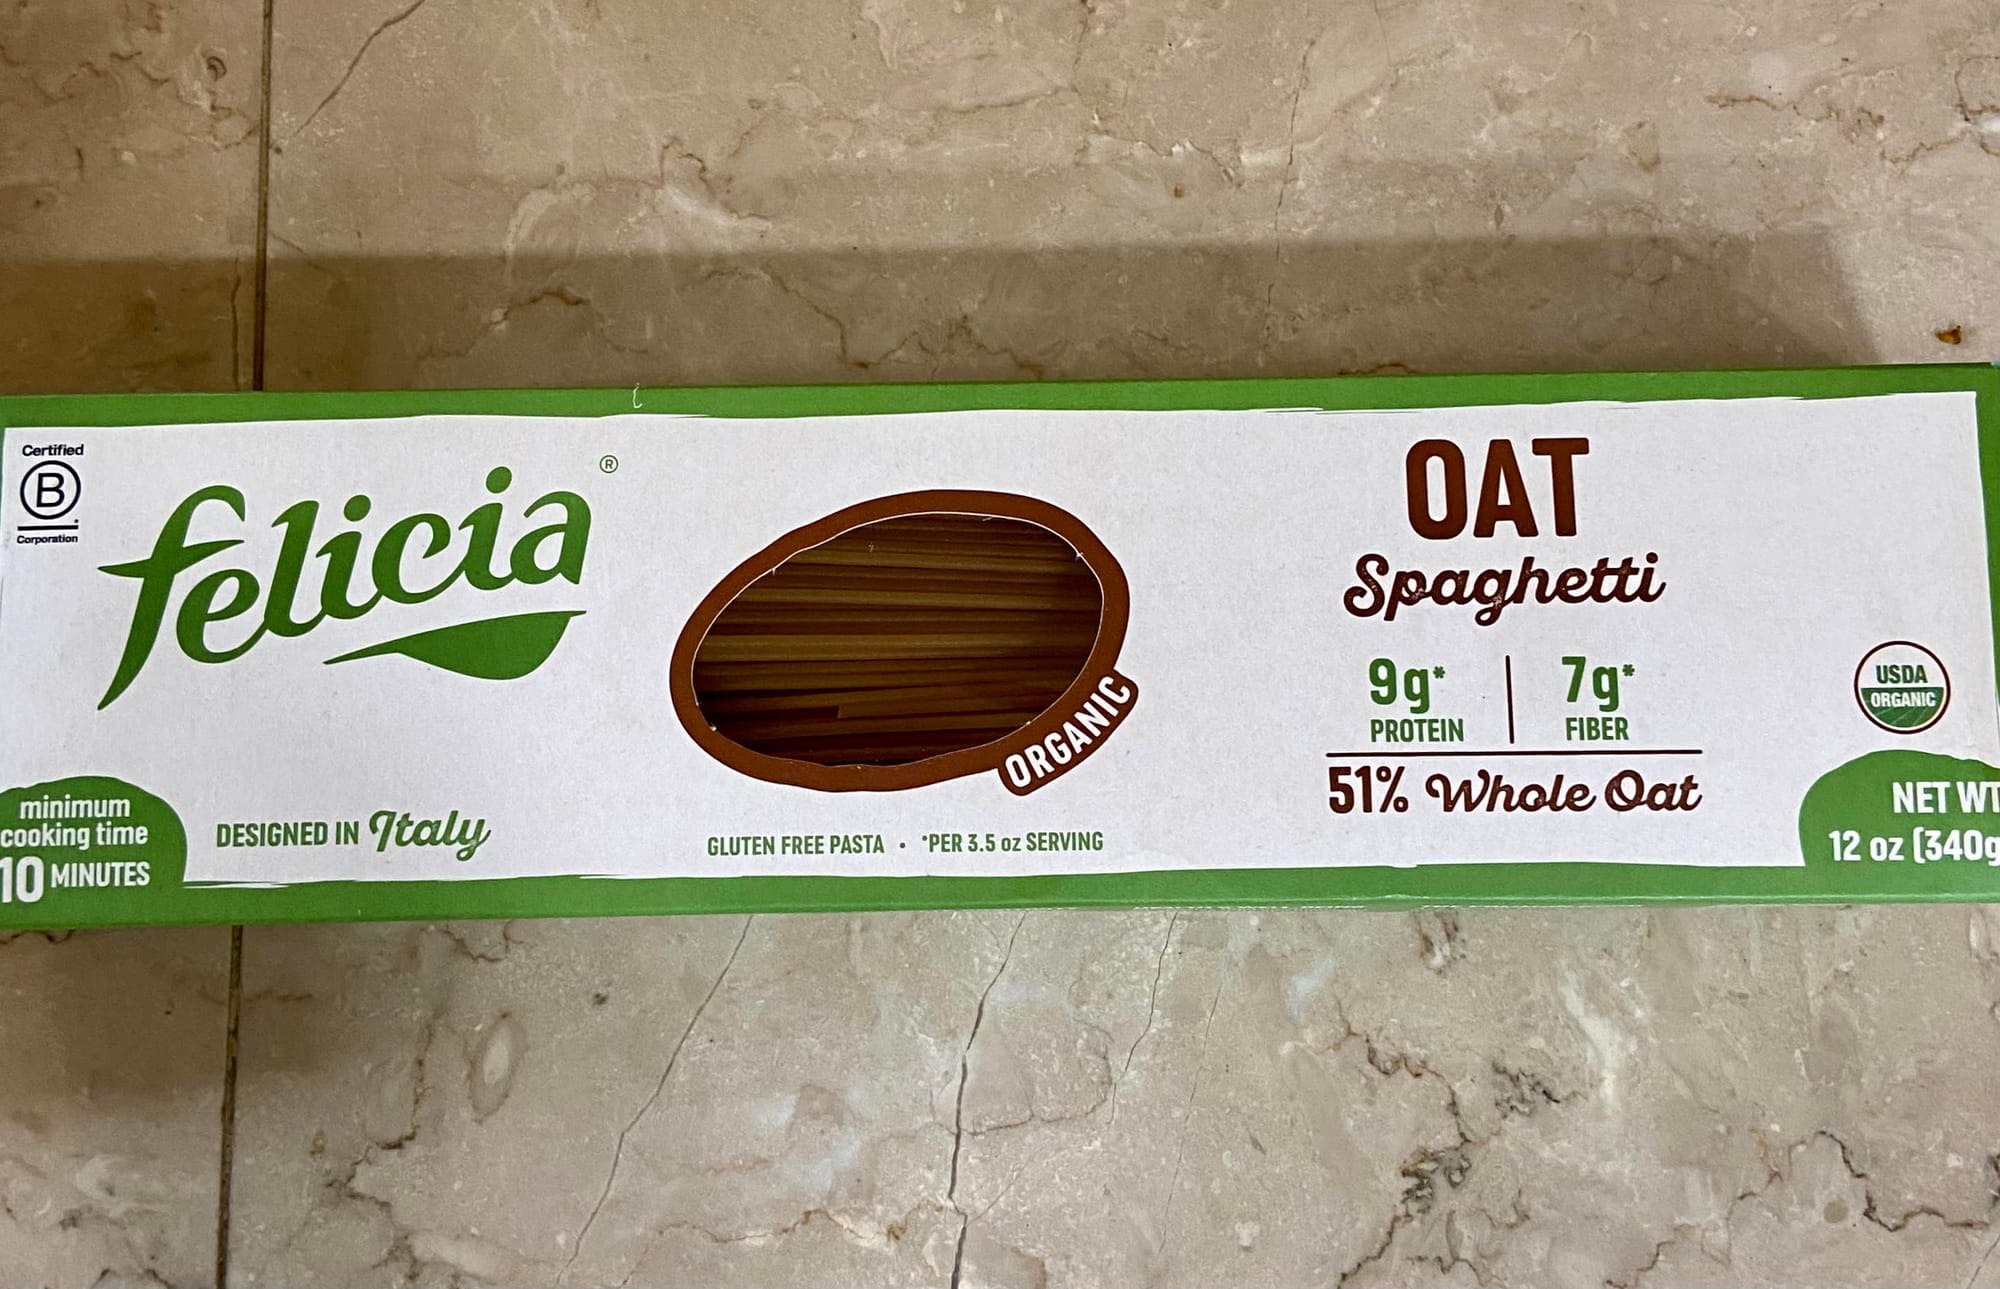 Certified
B
Corporation
felicia®
minimum
cooking time
10 MINUTES
DESIGNED IN Italy
ORGANIC
GLUTEN FREE PASTA • *PER 3.5 oz SERVING
OAT
Spaghetti
9g* 7g*
PROTEIN FIBER
51% Whole Oat
USDA
ORGANIC
NET WT
12 oz (340g